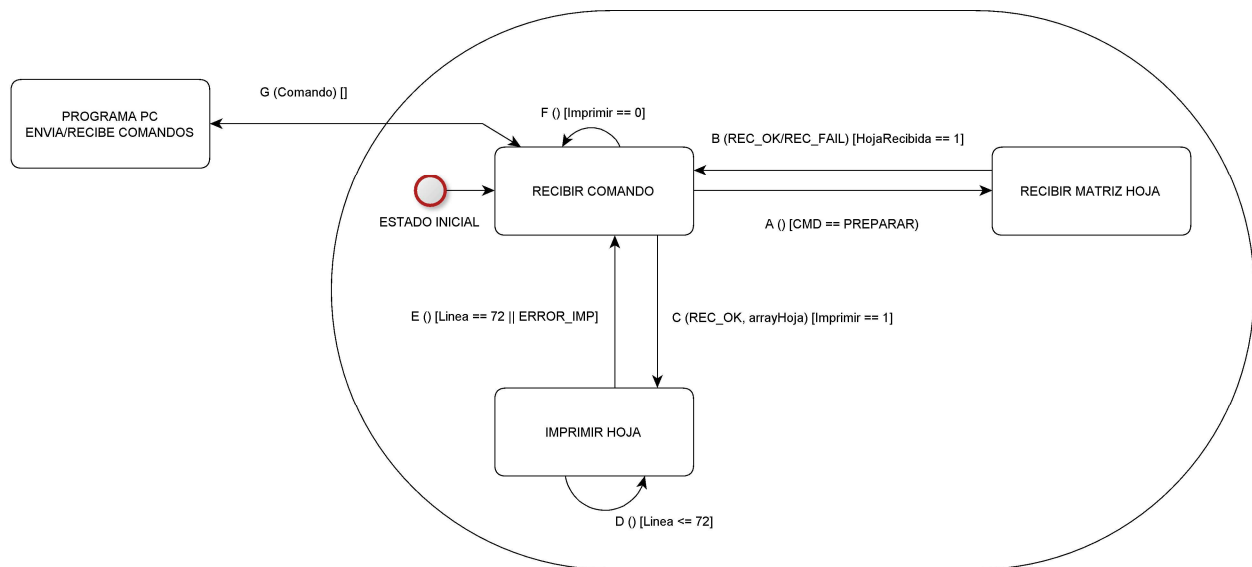 G (Comando) []
PROGRAMA PC
ENVIA/RECIBE COMANDOS
F () [Imprimir == 0]
B (REC_OK/REC_FAIL) [HojaRecibida == 1]
RECIBIR COMANDO
RECIBIR MATRIZ HOJA
ESTADO INICIAL
A () [CMD == PREPARAR)
E () [Linea == 72 || ERROR_IMP]
C (REC_OK, arrayHoja) [Imprimir == 1]
IMPRIMIR HOJA
D () [Linea <= 72]